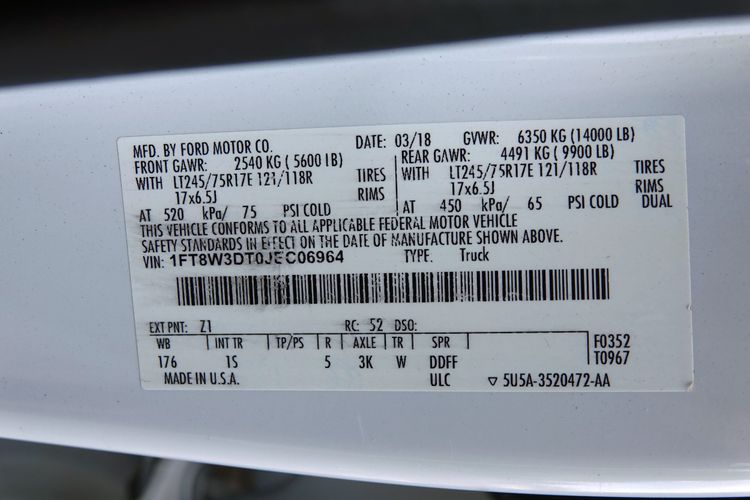 MFD. BY FORD MOTOR CO. DATE: 03/18 GVWR: 6350 KG (14000 LB)
FRONT GAWR: 2540 KG ( 5600 LB) REAR GAWR: 4491 KG ( 9900 LB)
WITH LT245/75R17E 121/118R TIRES WITH LT245/75R17E 121/118R TIRES
17x6.5J RIMS 17x6.5J RIMS
AT 520 kPa/ 75 PSI COLD AT 450 kPa/ 65 PSI COLD DUAL
THIS VEHICLE CONFORMS TO ALL APPLICABLE FEDERAL MOTOR VEHICLE
SAFETY STANDARDS IN EFFECT ON THE DATE OF MANUFACTURE SHOWN ABOVE.
VIN: 1FT8W3DT0JEC06964 TYPE: Truck
EXT PNT: Z1 RC: 52 DSO:
WB INT TR TP/PS R AXLE TR SPR F0352
176 1S 5 3K W DDFF T0967
MADE IN U.S.A. ULC ▽ 5U5A-3520472-AA